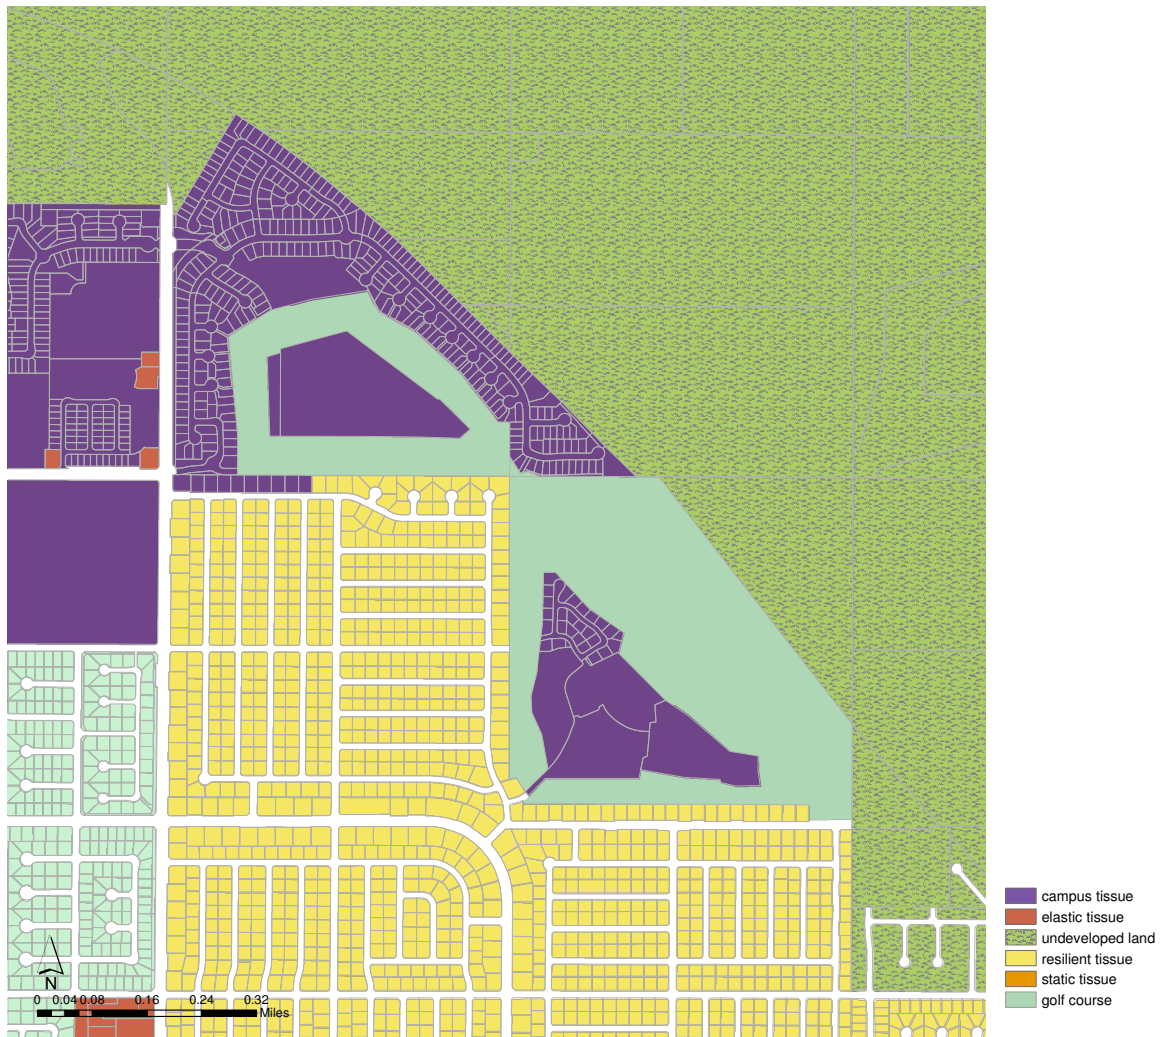 campus tissue
elastic tissue
undeveloped land
resilient tissue
static tissue
golf course
N
0 0.04 0.08 0.16 0.24 0.32
Miles